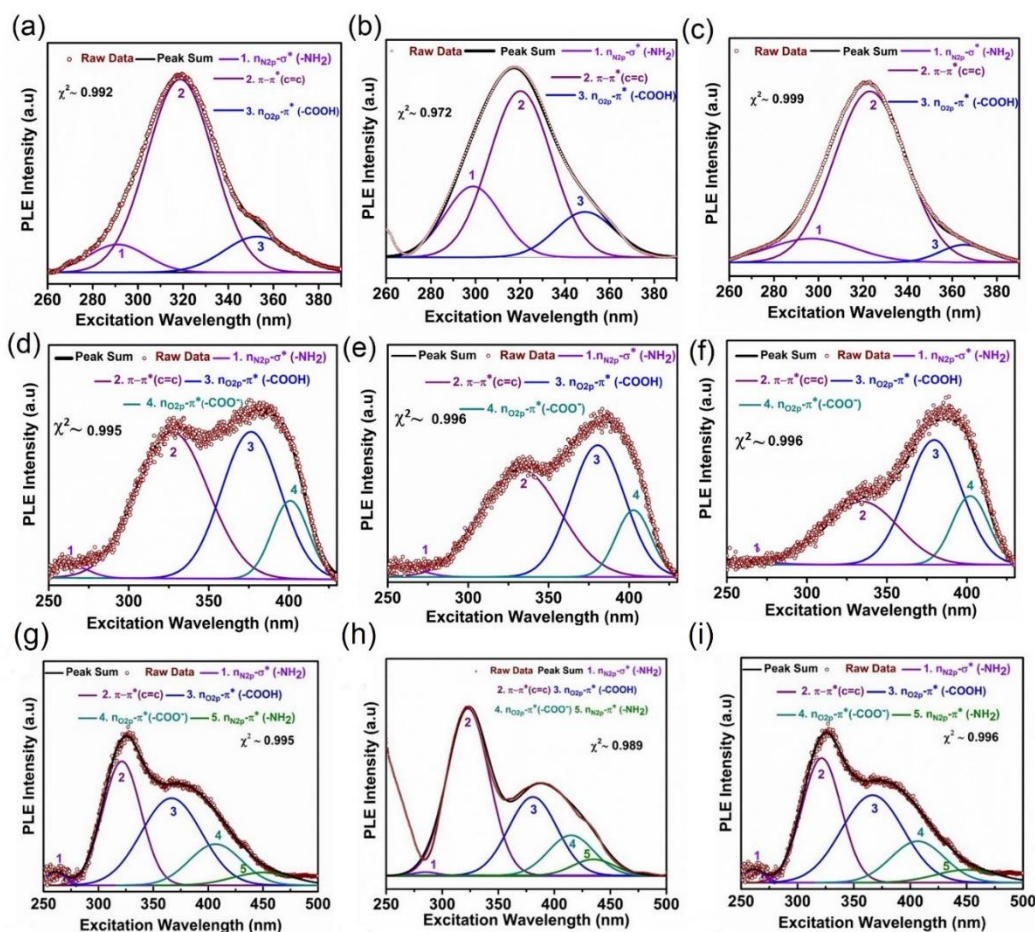 (a)
Raw Data Peak Sum 1. nN2p-σ* (-NH2)
2. π–π*(c=c)
χ2~ 0.992
3. nO2p-π* (-COOH)
2
1
3
PLE Intensity (a.u)
260 280 300 320 340 360 380
Excitation Wavelength (nm)
(b)
Raw Data Peak Sum 1. nN2p-σ* (-NH2)
2. π–π*(c=c)
3. nO2p-π* (-COOH)
χ2~ 0.972
2
1
3
PLE Intensity (a.u)
260 280 300 320 340 360 380
Excitation Wavelength (nm)
(c)
Raw Data Peak Sum 1. nN2p-σ* (-NH2)
2. π–π*(c=c)
3. nO2p-π* (-COOH)
χ2~ 0.999
2
1
3
PLE Intensity (a.u)
260 280 300 320 340 360 380
Excitation Wavelength (nm)
(d)
Peak Sum Raw Data 1. nN2p-σ* (-NH2)
2. π–π*(c=c) 3. nO2p-π* (-COOH)
4. nO2p-π*(-COO-)
χ2~ 0.995
2
3
4
1
PLE Intensity (a.u)
250 300 350 400
Excitation Wavelength (nm)
(e)
Peak Sum Raw Data 1.nN2p-σ* (-NH2)
2. π–π*(c=c) 3. nO2p-π* (-COOH)
4. nO2p-π*(-COO-)
χ2~ 0.996
3
2
4
1
PLE Intensity (a.u)
250 300 350 400
Excitation Wavelength (nm)
(f)
Peak Sum Raw Data 1. nN2p-σ* (-NH2)
2. π–π*(c=c) 3. nO2p-π* (-COOH)
4. nO2p-π*(-COO-)
χ2~ 0.996
3
2
4
1
PLE Intensity (a.u)
250 300 350 400
Excitation Wavelength (nm)
(g)
Peak Sum Raw Data 1. nN2p-σ* (-NH2)
2. π–π*(c=c) 3. nO2p-π* (-COOH)
4. nO2p-π*(-COO-) 5. nN2p-π* (-NH2)
χ2~ 0.995
2
3
4
1
5
PLE Intensity (a.u)
250 300 350 400 450 500
Excitation Wavelength (nm)
(h)
Raw Data Peak Sum 1. nN2p-σ* (-NH2)
2. π–π*(c=c) 3. nO2p-π* (-COOH)
4. nO2p-π*(-COO-) 5. nN2p-π* (-NH2)
χ2~ 0.989
2
3
4
5
1
PLE Intensity (a.u)
250 300 350 400 450 500
Excitation Wavelength (nm)
(i)
Peak Sum Raw Data 1. nN2p-σ* (-NH2)
2. π–π*(c=c) 3. nO2p-π* (-COOH)
4. nO2p-π*(-COO-) 5. nN2p-π* (-NH2)
χ2~ 0.996
2
3
4
1
5
PLE Intensity (a.u)
250 300 350 400 450 500
Excitation Wavelength (nm)